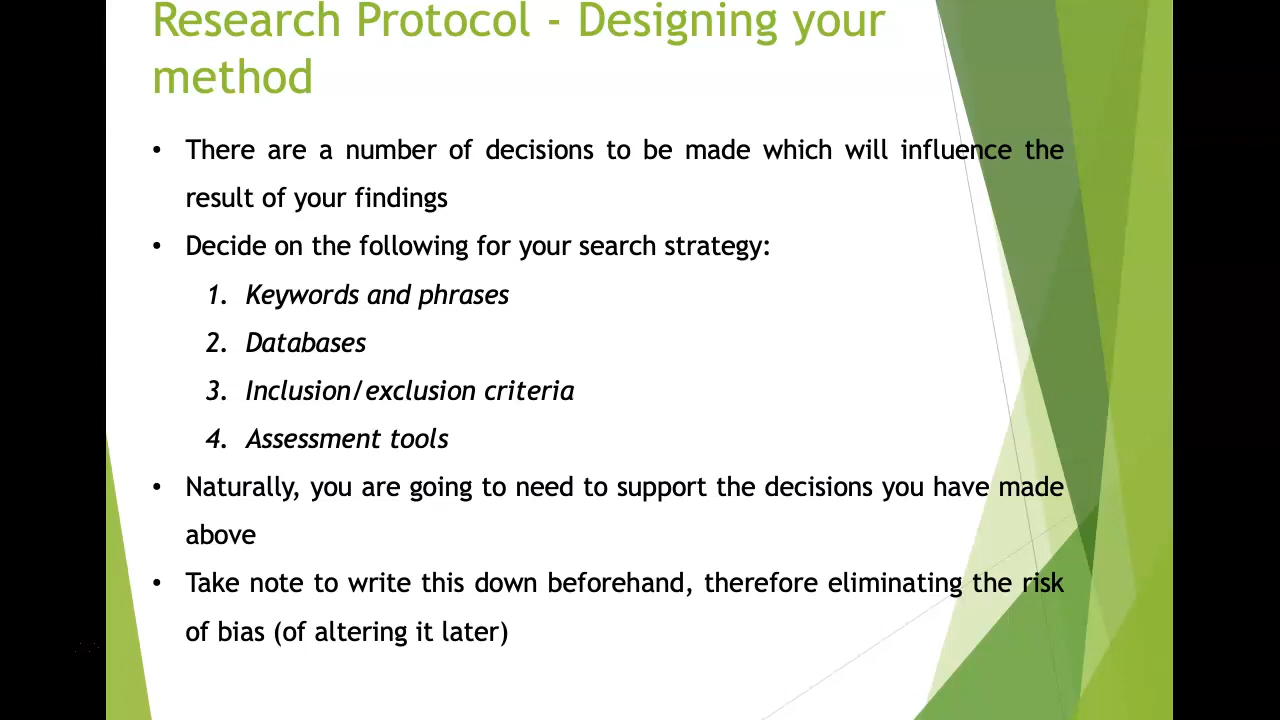 Research Protocol - Designing your
method
• There are a number of decisions to be made which will influence the
result of your findings
• Decide on the following for your search strategy:
1. Keywords and phrases
2. Databases
3. Inclusion/exclusion criteria
4. Assessment tools
• Naturally, you are going to need to support the decisions you have made
above
• Take note to write this down beforehand, therefore eliminating the risk
of bias (of altering it later)